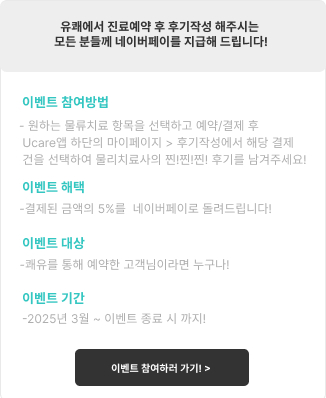 유쾌에서 진료예약 후 후기작성 해주시는
모든 분들께 네이버페이를 지급해 드립니다!
이벤트 참여방법
- 원하는 물류치료 항목을 선택하고 예약/결제 후
Ucare앱 하단의 마이페이지 > 후기작성에서 해당 결제
건을 선택하여 물리치료사의 찐!찐!찐! 후기를 남겨주세요!
이벤트 혜택
-결제된 금액의 5%를 네이버페이로 돌려드립니다!
이벤트 대상
-쾌유를 통해 예약한 고객님이라면 누구나!
이벤트 기간
-2025년 3월 ~ 이벤트 종료 시 까지!
이벤트 참여하러 가기! >